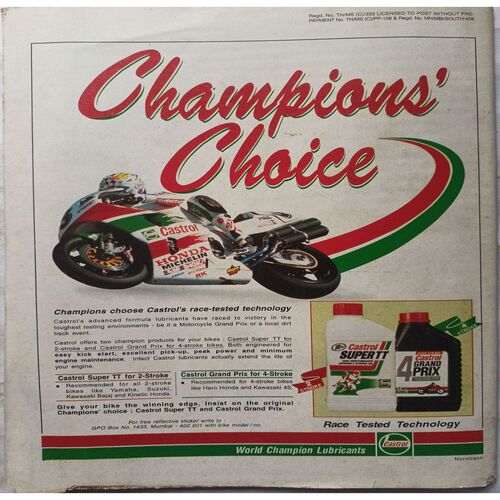 Regd. No. TN/MS (C)/333 LICENSED TO POST WITHOUT PRE-
PAYMENT No. TN/MS (C)/PP-106 & Regd. No. MH/MBI/SOUTH-458
Champions'
Choice
Castrol
HONDA
MICHELIN
RK
Champions choose Castrol's race-tested technology
Castrol's advanced formula lubricants have raced to victory in the
toughest testing environments - be it a Motorcycle Grand Prix or a local dirt
track event.
Castrol offers two champion products for your bikes : Castrol Super TT for
2-stroke and Castrol Grand Prix for 4-stroke bikes. Both engineered for
easy kick start, excellent pick-up, peak power and minimum
engine maintenance. Infact Castrol lubricants actually extend the life of
your engine.
Castrol Super TT for 2-Stroke
• Recommended for all 2-stroke
bikes like Yamaha, Suzuki,
Kawasaki Bajaj and Kinetic Honda.
Castrol Grand Prix for 4-Stroke
• Recommended for 4-stroke bikes
like Hero Honda and Kawasaki 4S.
Give your bike the winning edge. Insist on the original
Champions' choice : Castrol Super TT and Castrol Grand Prix.
For free reflective sticker write to
GPO Box No. 1433, Mumbai - 400 001 with bike model / no.
2 STROKE
Castrol
SUPER TT
4 STROKE
4
Castrol
GRAND
PRIX
Race Tested Technology
World Champion Lubricants
Castrol
Norvicson